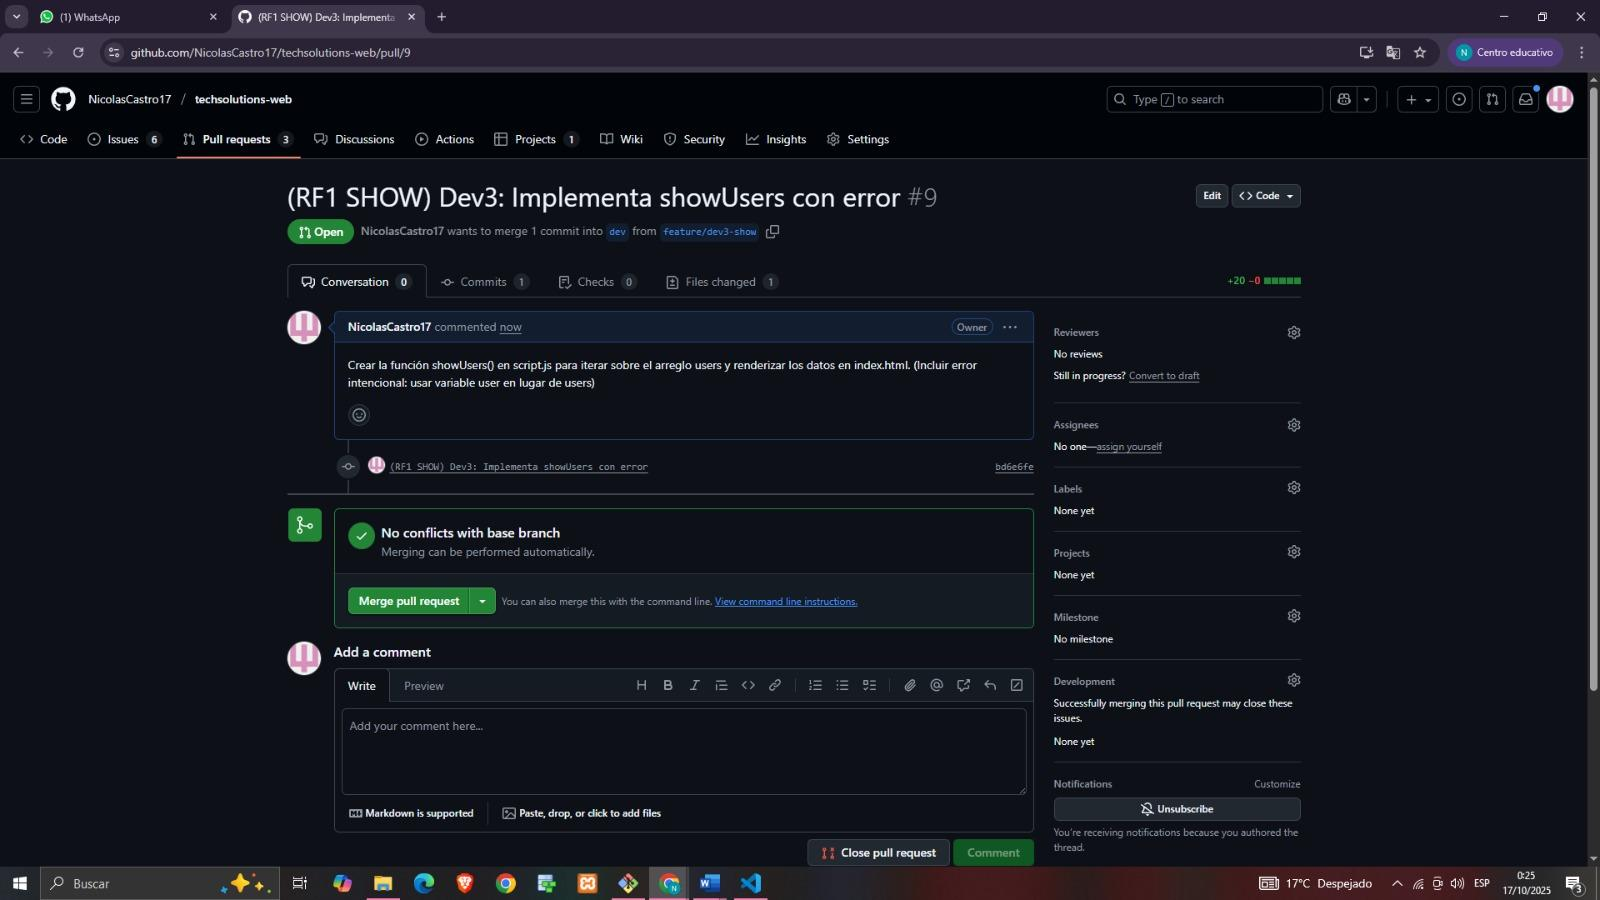 (1) WhatsApp
(RF1 SHOW) Dev3: Implementa
github.com/NicolasCastro17/techsolutions-web/pull/9
N Centro educativo
NicolasCastro17 / techsolutions-web
Type / to search
Code
Issues 6
Pull requests 3
Discussions
Actions
Projects 1
Wiki
Security
Insights
Settings
(RF1 SHOW) Dev3: Implementa showUsers con error #9
Edit
<> Code
Open
NicolasCastro17 wants to merge 1 commit into dev from feature/dev3-show
Conversation 0
Commits 1
Checks 0
Files changed 1
+20 −0
NicolasCastro17 commented now
Owner
Crear la función showUsers() en script.js para iterar sobre el arreglo users y renderizar los datos en index.html. (Incluir error
intencional: usar variable user en lugar de users)
(RF1 SHOW) Dev3: Implementa showUsers con error
bd6e6fe
No conflicts with base branch
Merging can be performed automatically.
Merge pull request
You can also merge this with the command line. View command line instructions.
Add a comment
Write
Preview
Add your comment here...
Markdown is supported
Paste, drop, or click to add files
Close pull request
Comment
Reviewers
No reviews
Still in progress? Convert to draft
Assignees
No one—assign yourself
Labels
None yet
Projects
None yet
Milestone
No milestone
Development
Successfully merging this pull request may close these
issues.
None yet
Notifications
Customize
Unsubscribe
You're receiving notifications because you authored the
thread.
Buscar
17°C Despejado
ESP
0:25
17/10/2025
3